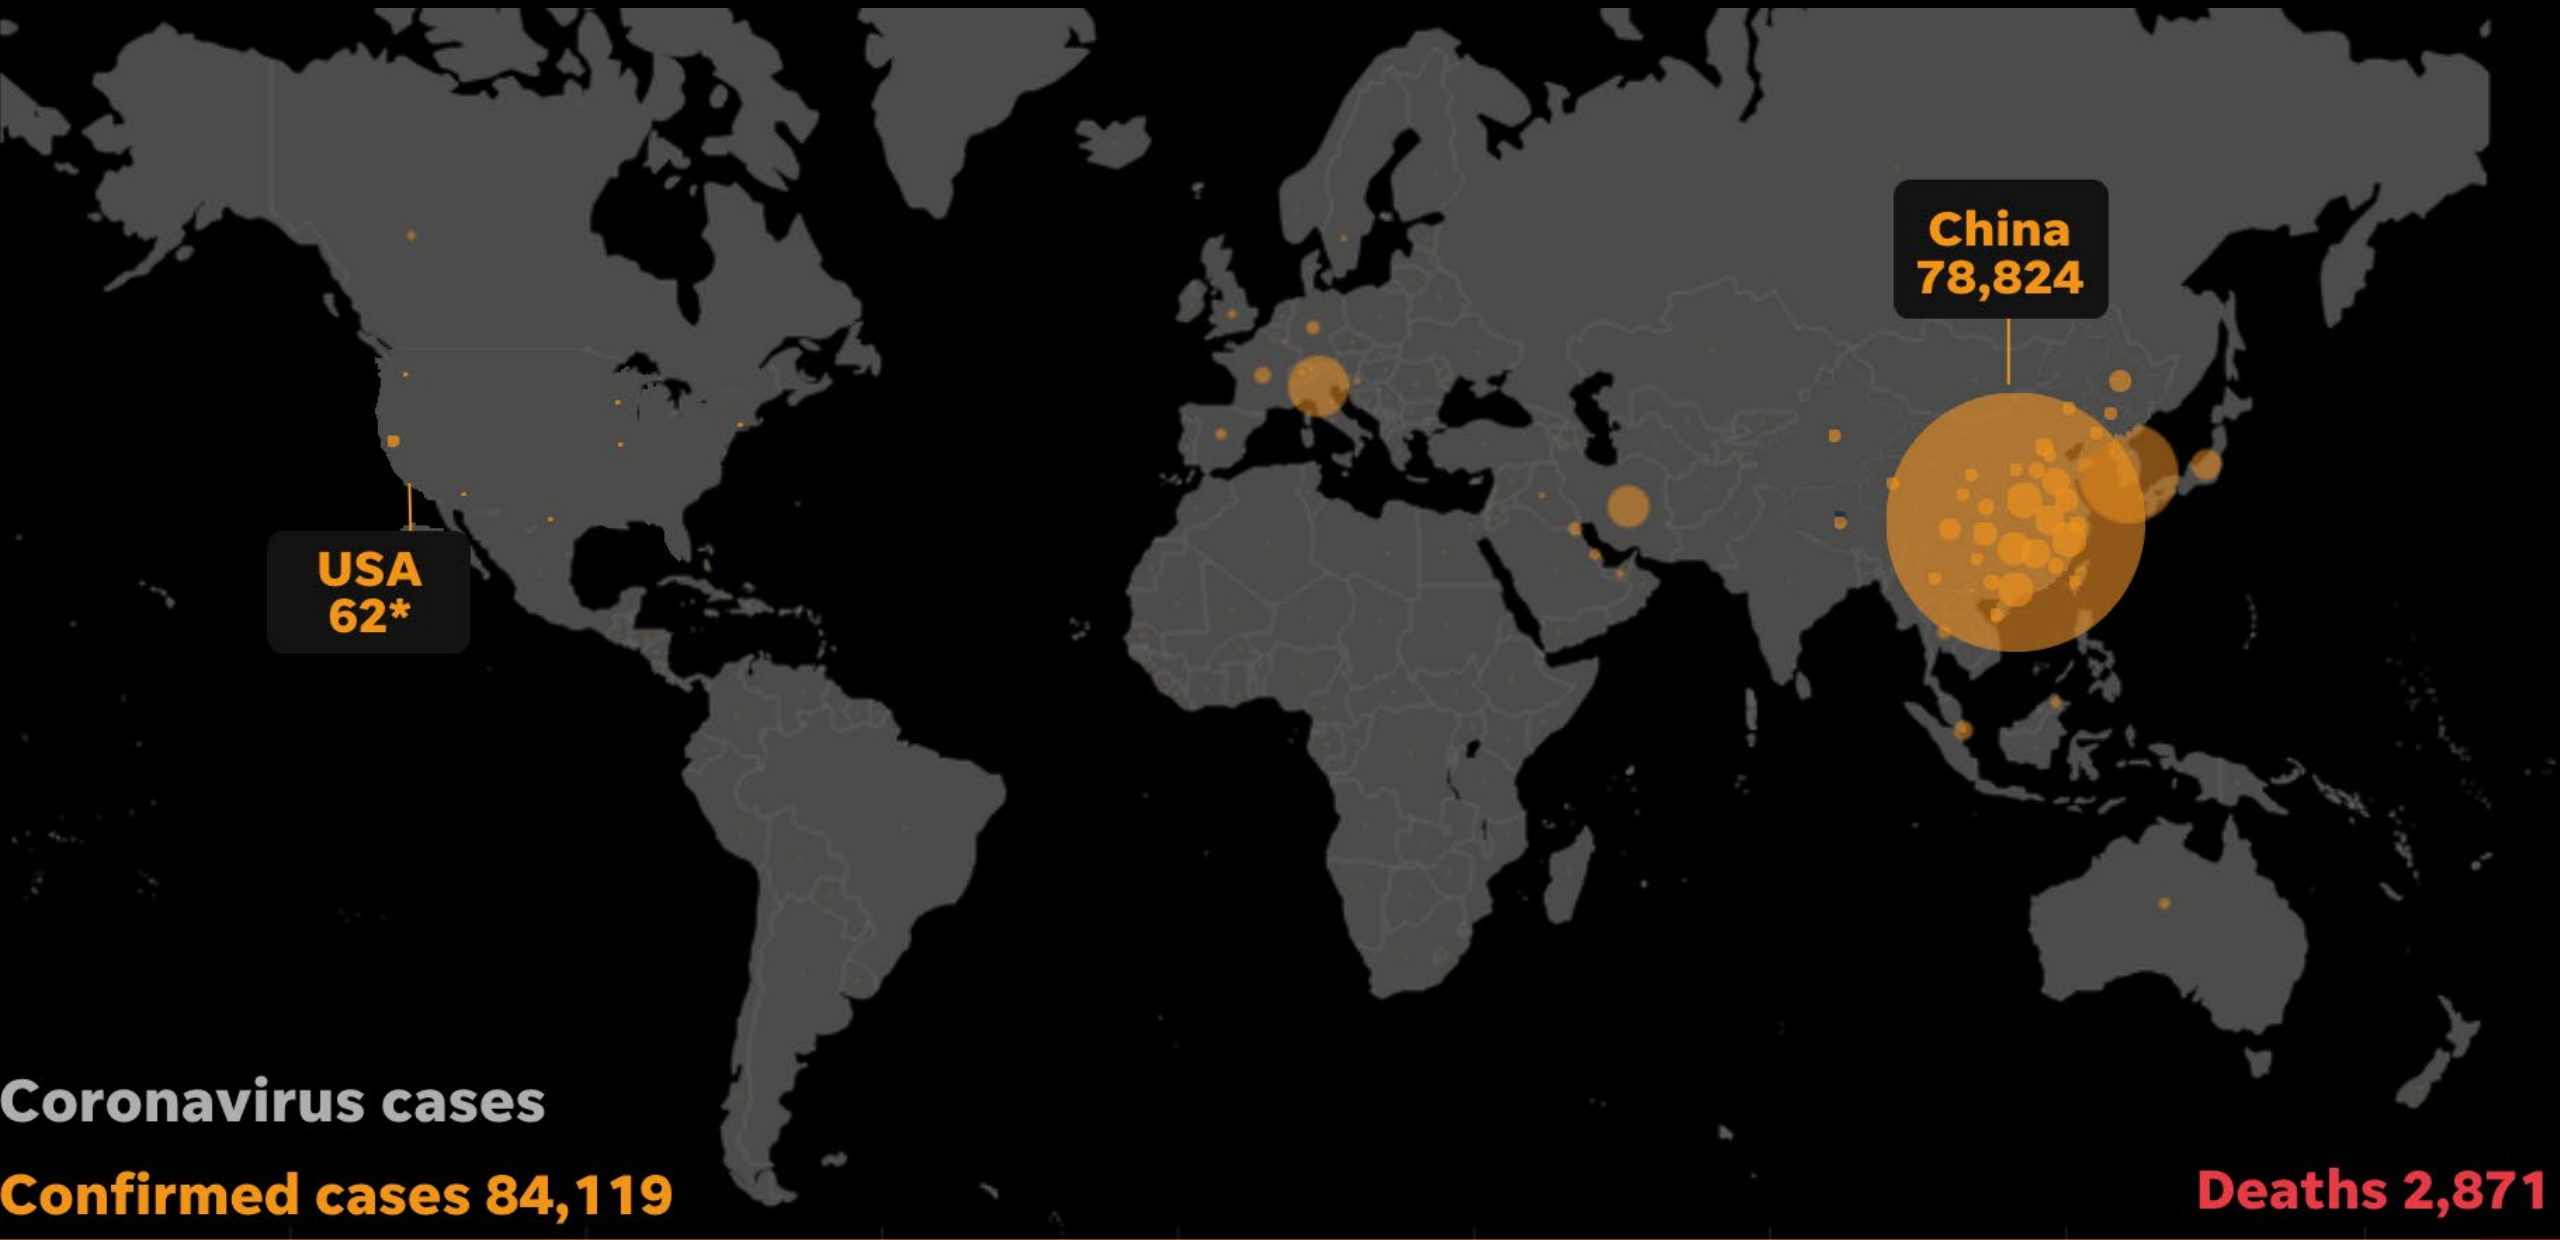 China
78,824
USA
62*
Coronavirus cases
Confirmed cases 84,119
Deaths 2,871